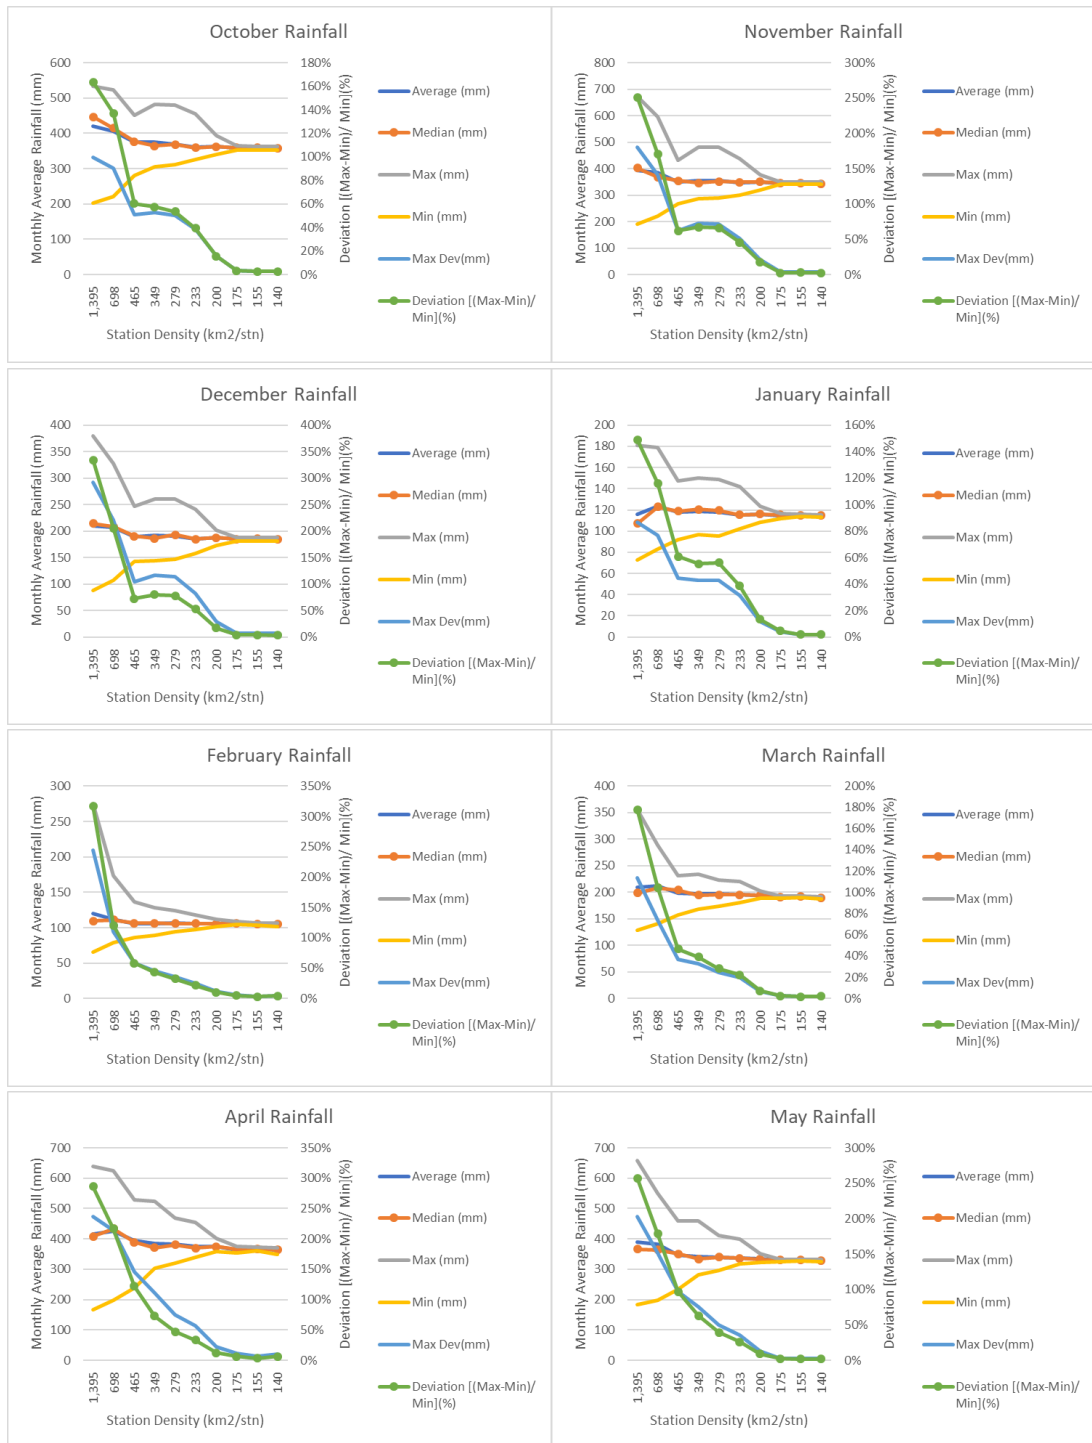 October Rainfall
Monthly Average Rainfall (mm)
600
500
400
300
200
100
0
180%
160%
140%
120%
100%
80%
60%
40%
20%
0%
Deviation [(Max-Min)/ Min](%)
1,395
698
465
349
279
233
200
175
155
140
Station Density (km2/stn)
Average (mm)
Median (mm)
Max (mm)
Min (mm)
Max Dev(mm)
Deviation [(Max-Min)/
Min](%)
November Rainfall
Monthly Average Rainfall (mm)
800
700
600
500
400
300
200
100
0
300%
250%
200%
150%
100%
50%
0%
Deviation [(Max-Min)/ Min](%)
1,395
698
465
349
279
233
200
175
155
140
Station Density (km2/stn)
Average (mm)
Median (mm)
Max (mm)
Min (mm)
Max Dev(mm)
Deviation [(Max-Min)/
Min](%)
December Rainfall
Monthly Average Rainfall (mm)
400
350
300
250
200
150
100
50
0
400%
350%
300%
250%
200%
150%
100%
50%
0%
Deviation [(Max-Min)/ Min](%)
1,395
698
465
349
279
233
200
175
155
140
Station Density (km2/stn)
Average (mm)
Median (mm)
Max (mm)
Min (mm)
Max Dev(mm)
Deviation [(Max-Min)/
Min](%)
January Rainfall
Monthly Average Rainfall (mm)
200
180
160
140
120
100
80
60
40
20
0
160%
140%
120%
100%
80%
60%
40%
20%
0%
Deviation [(Max-Min)/ Min](%)
1,395
698
465
349
279
233
200
175
155
140
Station Density (km2/stn)
Average (mm)
Median (mm)
Max (mm)
Min (mm)
Max Dev(mm)
Deviation [(Max-Min)/
Min](%)
February Rainfall
Monthly Average Rainfall (mm)
300
250
200
150
100
50
0
350%
300%
250%
200%
150%
100%
50%
0%
Deviation [(Max-Min)/ Min](%)
1,395
698
465
349
279
233
200
175
155
140
Station Density (km2/stn)
Average (mm)
Median (mm)
Max (mm)
Min (mm)
Max Dev(mm)
Deviation [(Max-Min)/
Min](%)
March Rainfall
Monthly Average Rainfall (mm)
400
350
300
250
200
150
100
50
0
200%
180%
160%
140%
120%
100%
80%
60%
40%
20%
0%
Deviation [(Max-Min)/ Min](%)
1,395
698
465
349
279
233
200
175
155
140
Station Density (km2/stn)
Average (mm)
Median (mm)
Max (mm)
Min (mm)
Max Dev(mm)
Deviation [(Max-Min)/
Min](%)
April Rainfall
Monthly Average Rainfall (mm)
700
600
500
400
300
200
100
0
350%
300%
250%
200%
150%
100%
50%
0%
Deviation [(Max-Min)/ Min](%)
1,395
698
465
349
279
233
200
175
155
140
Station Density (km2/stn)
Average (mm)
Median (mm)
Max (mm)
Min (mm)
Max Dev(mm)
Deviation [(Max-Min)/
Min](%)
May Rainfall
Monthly Average Rainfall (mm)
700
600
500
400
300
200
100
0
300%
250%
200%
150%
100%
50%
0%
Deviation [(Max-Min)/ Min](%)
1,395
698
465
349
279
233
200
175
155
140
Station Density (km2/stn)
Average (mm)
Median (mm)
Max (mm)
Min (mm)
Max Dev(mm)
Deviation [(Max-Min)/
Min](%)